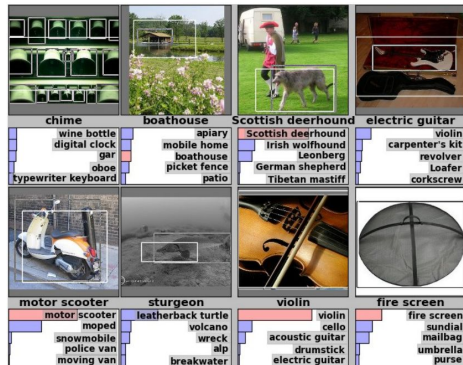 chime
boathouse
Scottish deerhound
electric guitar
wine bottle
digital clock
gar
oboe
typewriter keyboard
apiary
mobile home
boathouse
picket fence
patio
Scottish deerhound
Irish wolfhound
Leonberg
German shepherd
Tibetan mastiff
violin
carpenter's kit
revolver
Loafer
corkscrew
motor scooter
sturgeon
violin
fire screen
motor scooter
moped
snowmobile
police van
moving van
leatherback turtle
volcano
wreck
alp
breakwater
violin
cello
acoustic guitar
drumstick
electric guitar
fire screen
sundial
mailbag
umbrella
purse